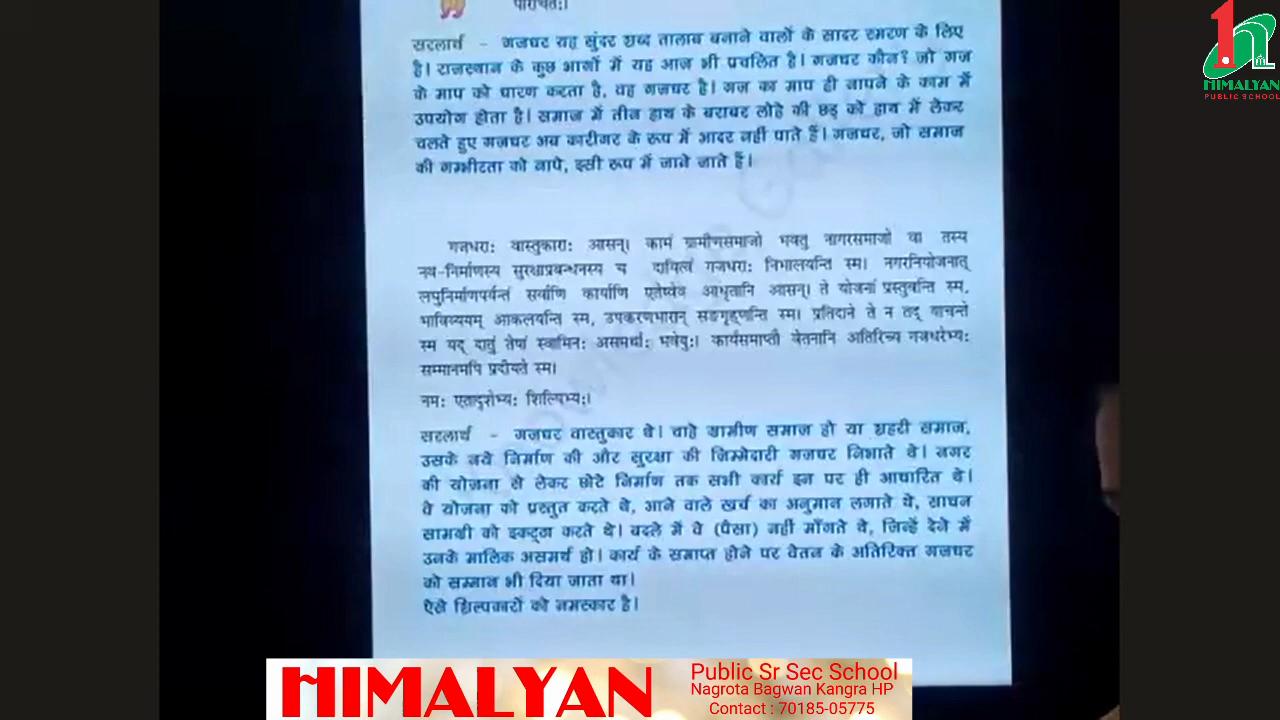 परिचितः।
सरलार्थ - गजधर यह सुंदर शब्द तालाब बनाने वालों के सादर स्मरण के लिए
है। राजस्थान के कुछ भागों में यह आज भी प्रचलित है। गजधर कौन? जो गज
के माप को धारण करता है, वह गजधर है। गज का माप ही नापने के काम में
उपयोग होता है। समाज में तीन हाथ के बराबर लोहे की छड़ को हाथ में लेकर
चलते हुए गजधर अब कारीगर के रूप में आदर नहीं पाते हैं। गजधर, जो समाज
की गम्भीरता को नापे, इसी रूप में जाने जाते हैं।
गजधराः वास्तुकाराः आसन्। कामं ग्रामीणसमाजो भवतु नागरसमाजो वा तस्य
नव-निर्माणस्य सुरक्षाप्रबन्धनस्य च दायित्वं गजधराः निभालयन्ति स्म। नगरनियोजनात्
लघुनिर्माणपर्यन्तं सर्वाणि कार्याणि एतेष्वेव आधृतानि आसन्। ते योजनां प्रस्तुवन्ति स्म,
भाविव्ययम् आकलयन्ति स्म, उपकरणभारान् सङगृह्णन्ति स्म। प्रतिदाने ते न तद् याचन्ते
स्म यद् दातुं तेषां स्वामिनः असमर्थाः भवेयुः। कार्यसमाप्तौ वेतनानि अतिरिच्य गजधरेभ्यः
सम्मानमपि प्रदीयते स्म।
नमः एतादृशेभ्यः शिल्पिभ्यः।
सरलार्थ - गजधर वास्तुकार थे। चाहे ग्रामीण समाज हो या शहरी समाज,
उसके नये निर्माण की और सुरक्षा की जिम्मेदारी गजधर निभाते थे। नगर
की योजना से लेकर छोटे निर्माण तक सभी कार्य इन पर ही आधारित थे।
वे योजना को प्रस्तुत करते थे, आने वाले खर्च का अनुमान लगाते थे, साधन
सामग्री को इकट्ठा करते थे। बदले में वे (पैसा) नहीं माँगते थे, जिन्हें देने में
उनके मालिक असमर्थ हो। कार्य के समाप्त होने पर वेतन के अतिरिक्त गजधर
को सम्मान भी दिया जाता था।
ऐसे शिल्पकारों को नमस्कार है।
HIMALYAN
PUBLIC SCHOOL
HIMALYAN
Public Sr Sec School
Nagrota Bagwan Kangra HP
Contact : 70185-05775